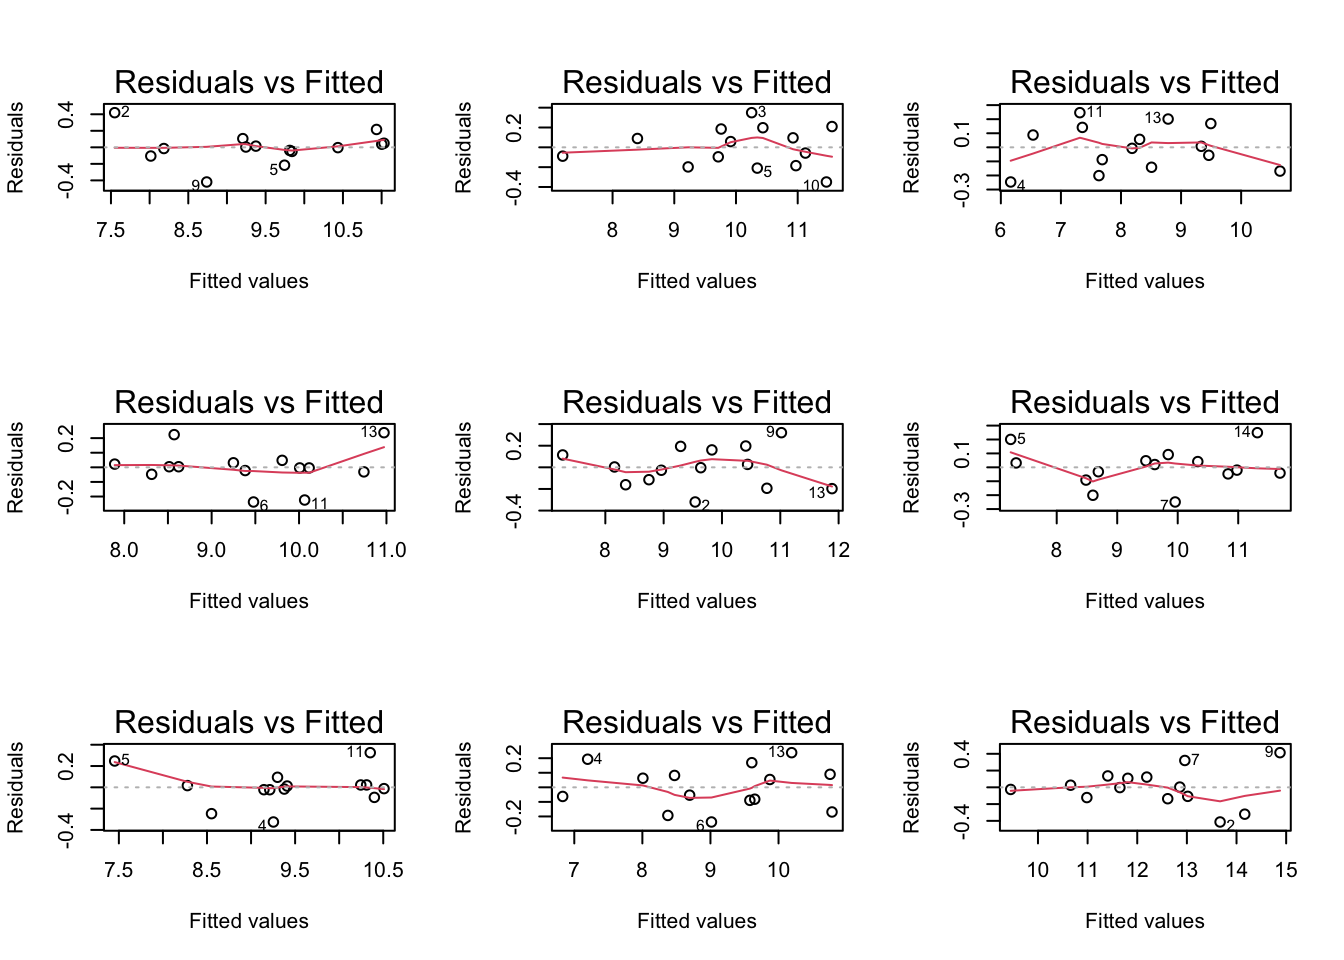 Residuals vs Fitted
Residuals
0.4
-0.4
2
9
5
7.5 8.5 9.5 10.5
Fitted values
Residuals vs Fitted
Residuals
0.2
-0.4
3
5
10
8 9 10 11
Fitted values
Residuals vs Fitted
Residuals
0.1
-0.3
11
13
4
6 7 8 9 10
Fitted values
Residuals vs Fitted
Residuals
0.2
-0.2
13
6
11
8.0 9.0 10.0 11.0
Fitted values
Residuals vs Fitted
Residuals
0.2
-0.4
9
2
13
8 9 10 11 12
Fitted values
Residuals vs Fitted
Residuals
0.1
-0.3
5
14
7
8 9 10 11
Fitted values
Residuals vs Fitted
Residuals
0.2
-0.4
5
11
4
7.5 8.5 9.5 10.5
Fitted values
Residuals vs Fitted
Residuals
0.2
-0.2
4
13
6
7 8 9 10
Fitted values
Residuals vs Fitted
Residuals
0.4
-0.4
7
9
2
10 11 12 13 14 15
Fitted values